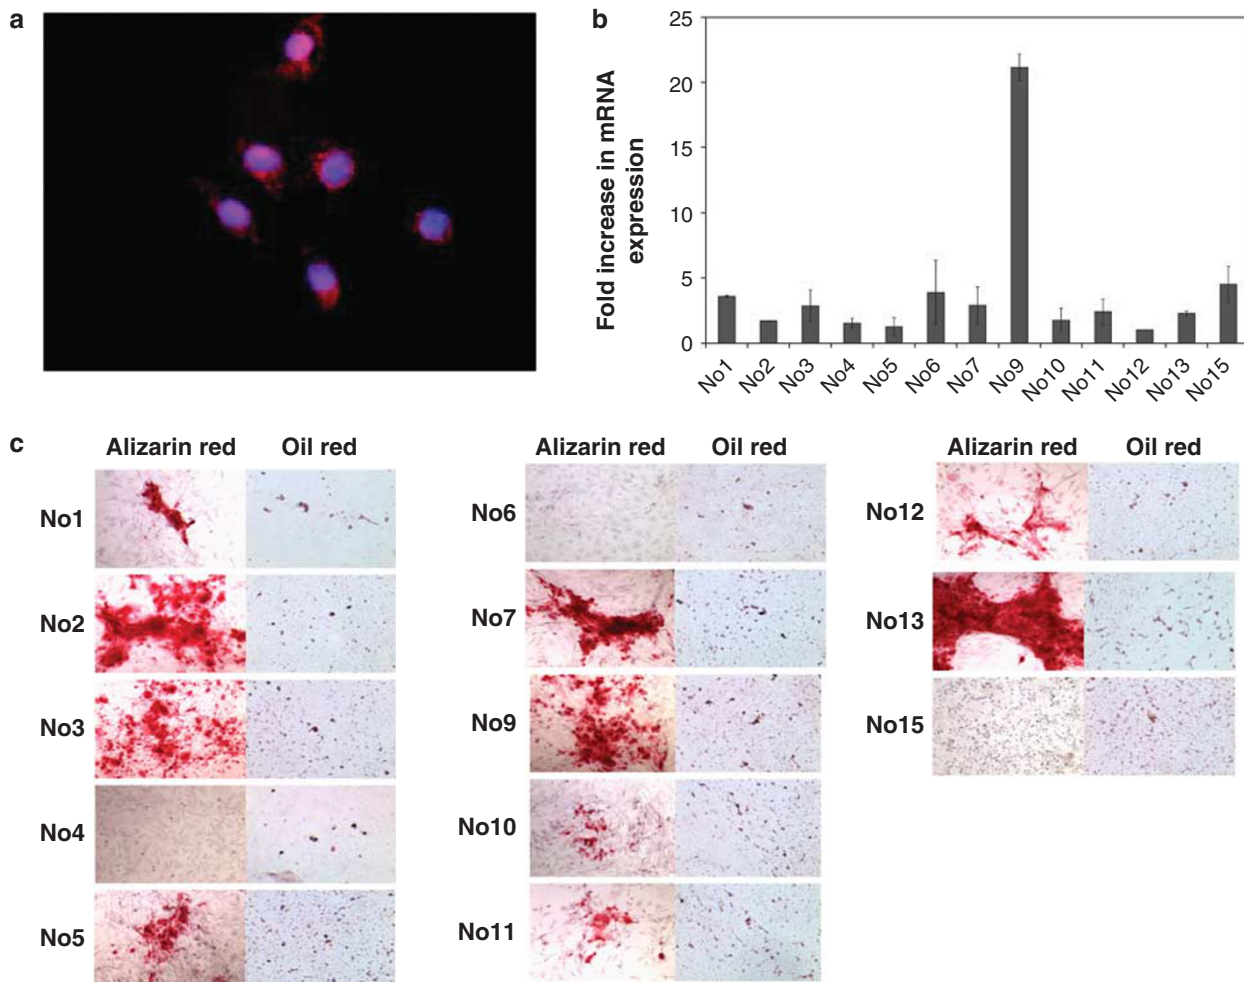 a
b
Fold increase in mRNA
expression
25
20
15
10
5
0
No1 No2 No3 No4 No5 No6 No7 No9 No10 No11 No12 No13 No15
c
Alizarin red Oil red
No1
No2
No3
No4
No5
Alizarin red Oil red
No6
No7
No9
No10
No11
Alizarin red Oil red
No12
No13
No15